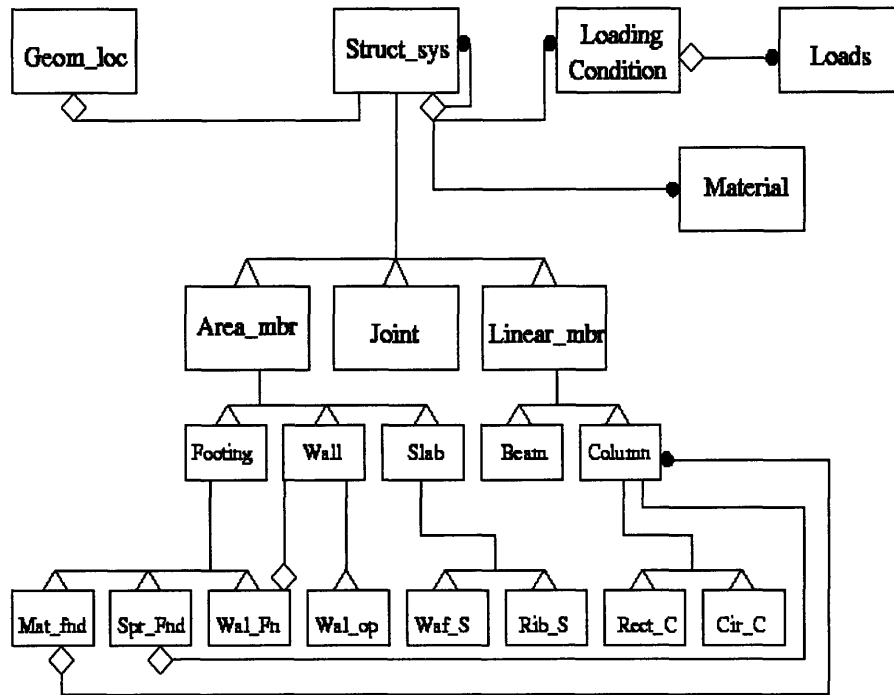 Geom_loc
Struct_sys
Loading
Condition
Loads
Material
Area_mbr
Joint
Linear_mbr
Footing
Wall
Slab
Beam
Column
Mat_fnd
Spr_Fnd
Wal_Fn
Wal_op
Waf_S
Rib_S
Rect_C
Cir_C